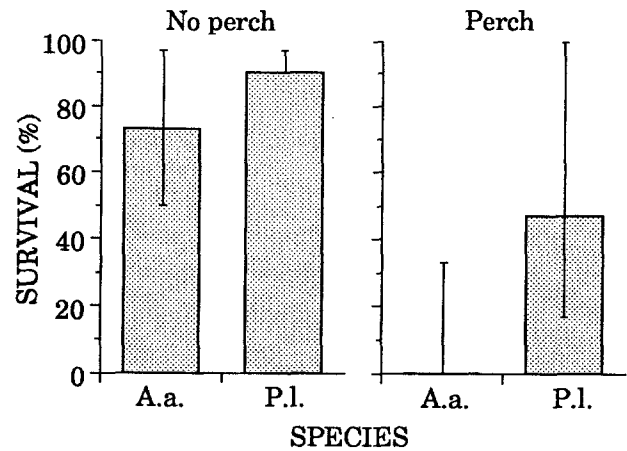 No perch
Perch
SURVIVAL (%)
100
80
60
40
20
0
A.a.
P.l.
A.a.
P.l.
SPECIES